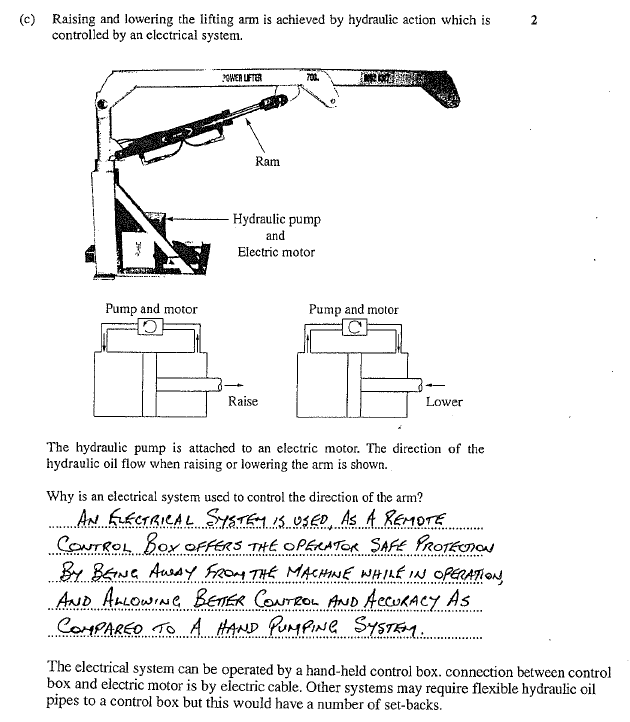 (c) Raising and lowering the lifting arm is achieved by hydraulic action which is 2
controlled by an electrical system.
POWER LIFTER 700.
Ram
Hydraulic pump
and
Electric motor
Pump and motor Pump and motor
Raise Lower
The hydraulic pump is attached to an electric motor. The direction of the
hydraulic oil flow when raising or lowering the arm is shown.
Why is an electrical system used to control the direction of the arm?
AN ELECTRICAL SYSTEM IS USED, AS A REMOTE
CONTROL BOX OFFERS THE OPERATOR SAFE PROTECTION
BY BEING AWAY FROM THE MACHINE WHILE IN OPERATION,
AND ALLOWING BETTER CONTROL AND ACCURACY AS
COMPARED TO A HAND PUMPING SYSTEM.
The electrical system can be operated by a hand-held control box. connection between control
box and electric motor is by electric cable. Other systems may require flexible hydraulic oil
pipes to a control box but this would have a number of set-backs.